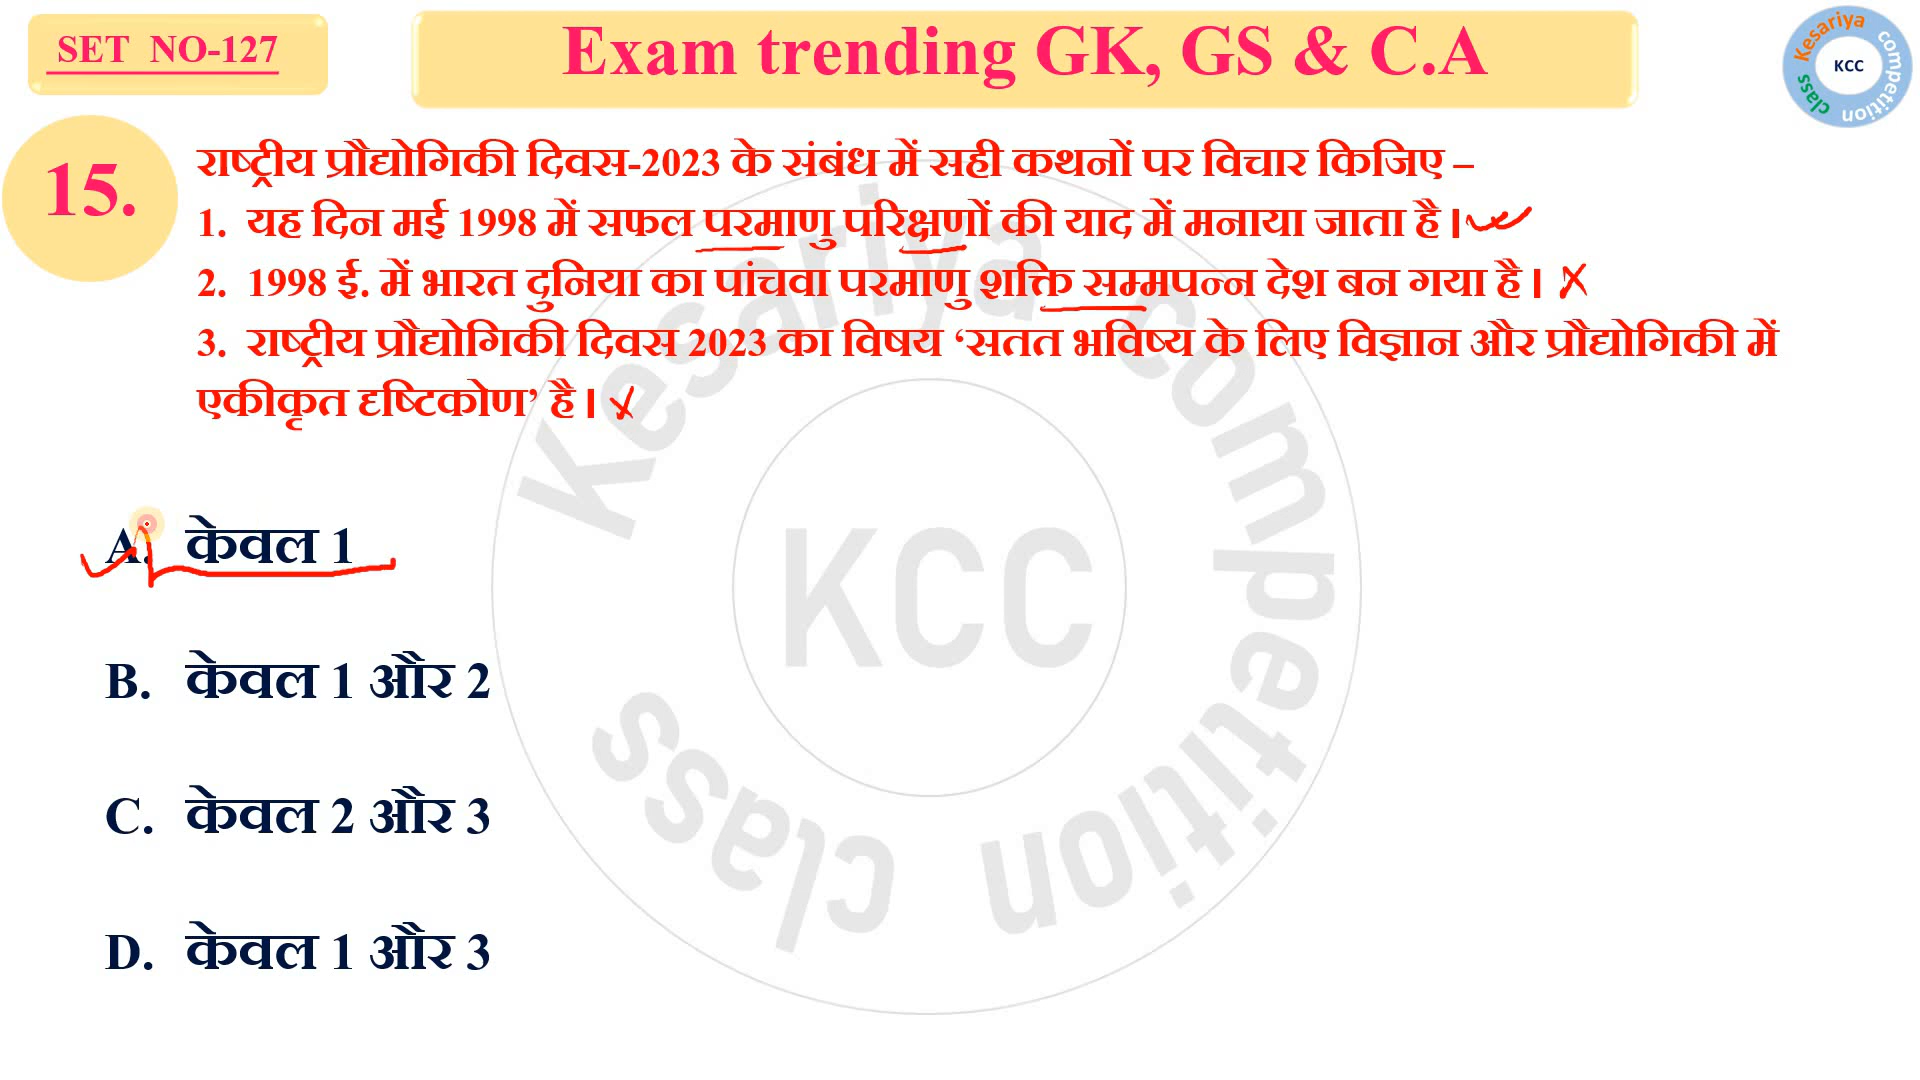 SET NO-127
Exam trending GK, GS & C.A
Kesariya competition class
KCC
15.
राष्ट्रीय प्रौद्योगिकी दिवस-2023 के संबंध में सही कथनों पर विचार किजिए –
1. यह दिन मई 1998 में सफल परमाणु परिक्षणों की याद में मनाया जाता है।
2. 1998 ई. में भारत दुनिया का पांचवा परमाणु शक्ति सम्मपन्न देश बन गया है।
3. राष्ट्रीय प्रौद्योगिकी दिवस 2023 का विषय ‘सतत भविष्य के लिए विज्ञान और प्रौद्योगिकी में
एकीकृत दृष्टिकोण’ है।
A. केवल 1
B. केवल 1 और 2
C. केवल 2 और 3
D. केवल 1 और 3
Kesariya competition class
KCC